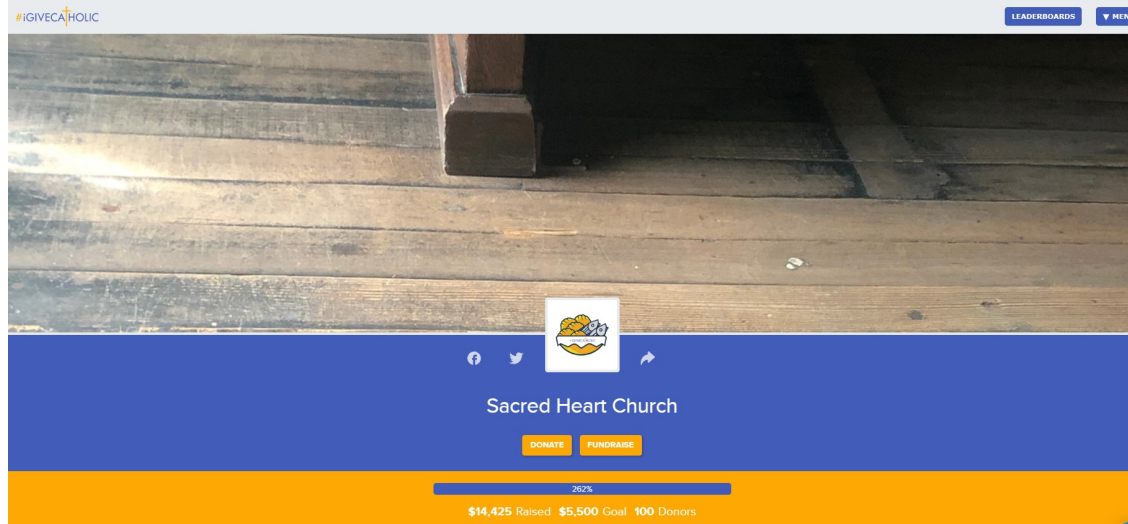 #iGIVECATHOLIC
LEADERBOARDS
▼ MEN
Sacred Heart Church
DONATE
FUNDRAISE
262%
$14,425 Raised $5,500 Goal 100 Donors